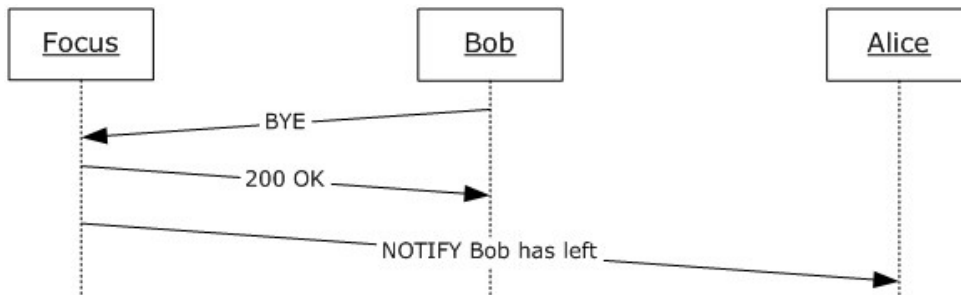 Focus
Bob
Alice
BYE
200 OK
NOTIFY Bob has left